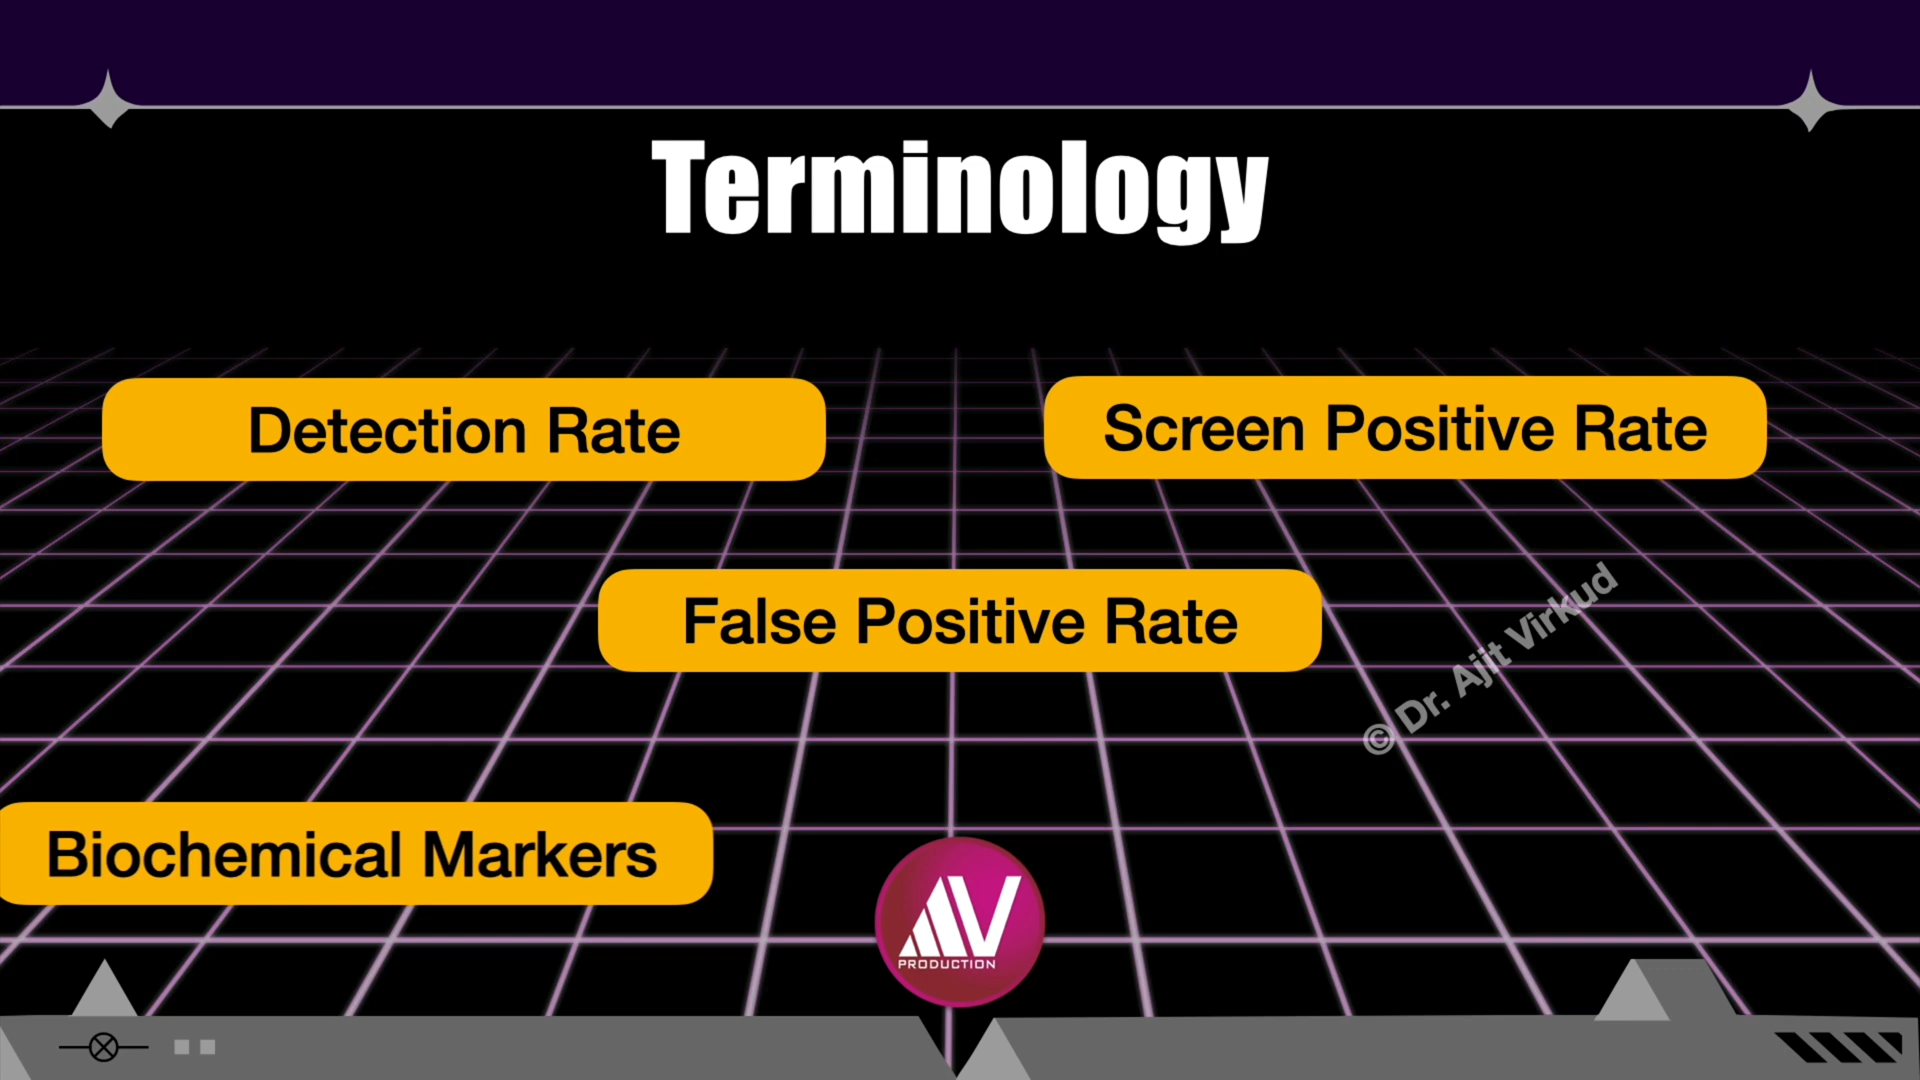 Terminology
Detection Rate
Screen Positive Rate
False Positive Rate
© Dr. Ajit Virkud
Biochemical Markers
AV
PRODUCTION